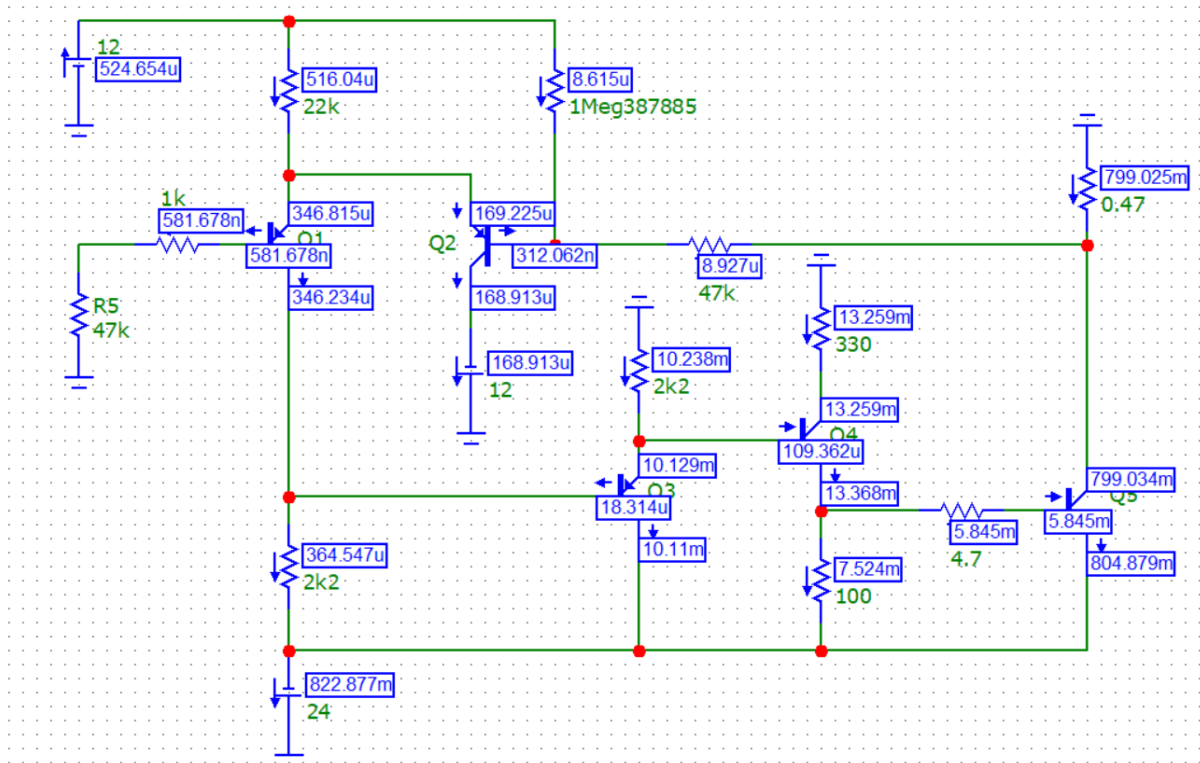 12
524.654u
516.04u
22k
8.615u
1Meg387885
799.025m
0.47
1k
581.678n
346.815u
Q1
581.678n
346.234u
Q2
169.225u
312.062n
168.913u
8.927u
47k
R5
47k
168.913u
12
10.238m
2k2
13.259m
330
13.259m
Q4
109.362u
13.368m
10.129m
Q3
18.314u
10.11m
799.034m
Q5
5.845m
804.879m
5.845m
4.7
364.547u
2k2
7.524m
100
822.877m
24